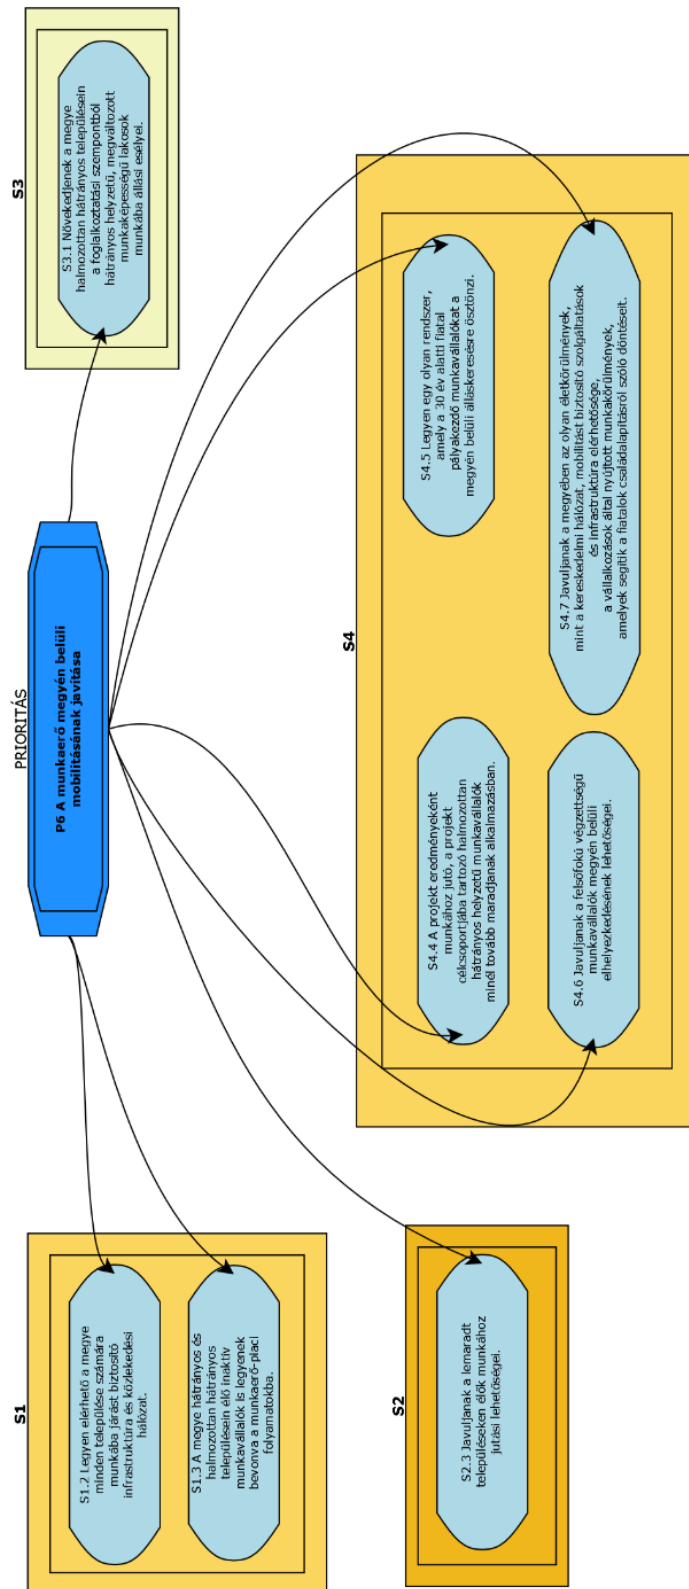 PRIORITÁS
P6 A munkaerő megyén belüli
mobilitásának javítása
S1
S1.2 Legyen elérhető a megye
minden települése számára
munkába járást biztosító
infrastruktúra és közlekedési
hálózat.
S1.3 A megye hátrányos és
halmozottan hátrányos
településein élő inaktív
munkavállalók is legyenek
bevonva a munkaerő-piaci
folyamatokba.
S2
S2.3 Javuljanak a lemaradt
településeken élők munkához
jutási lehetőségei.
S3
S3.1 Növekedjenek a megye
halmozottan hátrányos településein
a foglalkoztatási szempontból
hátrányos helyzetű, megváltozott
munkaképességű lakosok
munkába állási esélyei.
S4
S4.4 A projekt eredményeként
munkához jutó, a projekt
célcsoportjába tartozó halmozottan
hátrányos helyzetű munkavállalók
minél tovább maradjanak alkalmazásban.
S4.5 Legyen egy olyan rendszer,
amely a 30 év alatti fiatal
pályakezdő munkavállalókat a
megyén belüli álláskeresésre ösztönzi.
S4.6 Javuljanak a felsőfokú végzettségű
munkavállalók megyén belüli
elhelyezkedésének lehetőségei.
S4.7 Javuljanak a megyében az olyan életkörülmények,
mint a kereskedelmi hálózat, mobilitást biztosító szolgáltatások
és infrastruktúra elérhetősége,
a vállalkozások által nyújtott munkakörülmények,
amelyek segítik a fiatalok családalapításról szóló döntéseit.